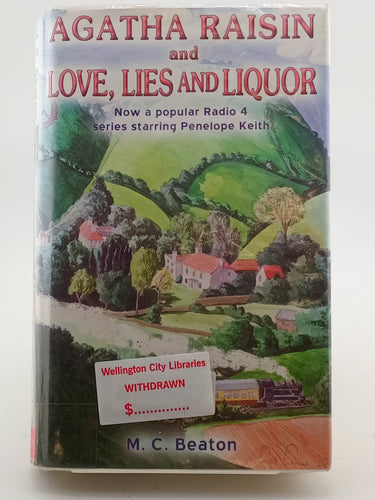 AGATHA RAISIN
and
LOVE, LIES AND LIQUOR
Now a popular Radio 4
series starring Penelope Keith
Wellington City Libraries
WITHDRAWN
$..............
M. C. Beaton